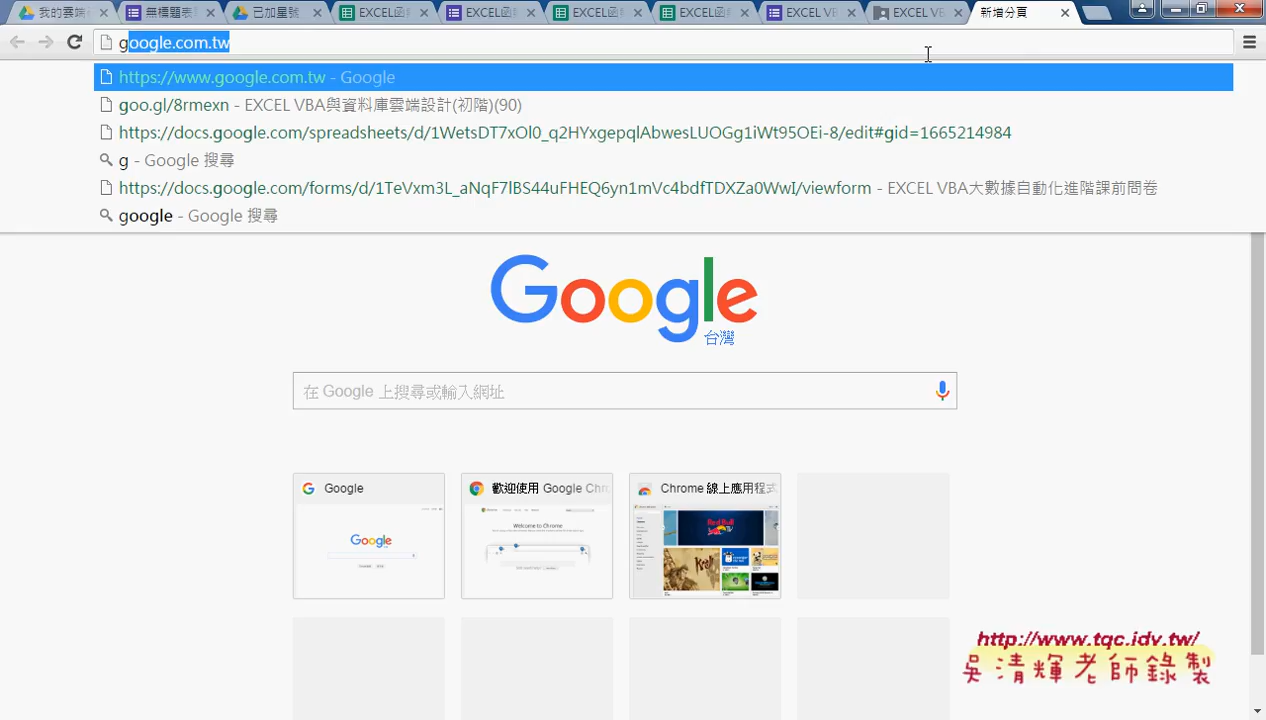 我的雲端
無標題表
已加星號
EXCEL函
EXCEL函
EXCEL函
EXCEL函
EXCEL VB
EXCEL VB
新增分頁
google.com.tw
https://www.google.com.tw - Google
goo.gl/8rmexn - EXCEL VBA與資料庫雲端設計(初階)(90)
https://docs.google.com/spreadsheets/d/1WetsDT7xOl0_q2HYxgepqlAbwesLUOGg1iWt95OEi-8/edit#gid=1665214984
g - Google 搜尋
https://docs.google.com/forms/d/1TeVxm3L_aNqF7lBS44uFHEQ6yn1mVc4bdfTDXZa0WwI/viewform - EXCEL VBA大數據自動化進階課前問卷
google - Google 搜尋
Google
台灣
在 Google 上搜尋或輸入網址
Google
歡迎使用 Google Chr
Chrome 線上應用程式
Google
Welcome to Chrome
Red Bull
TV
http://www.tqc.idv.tw/
吳清輝老師錄製